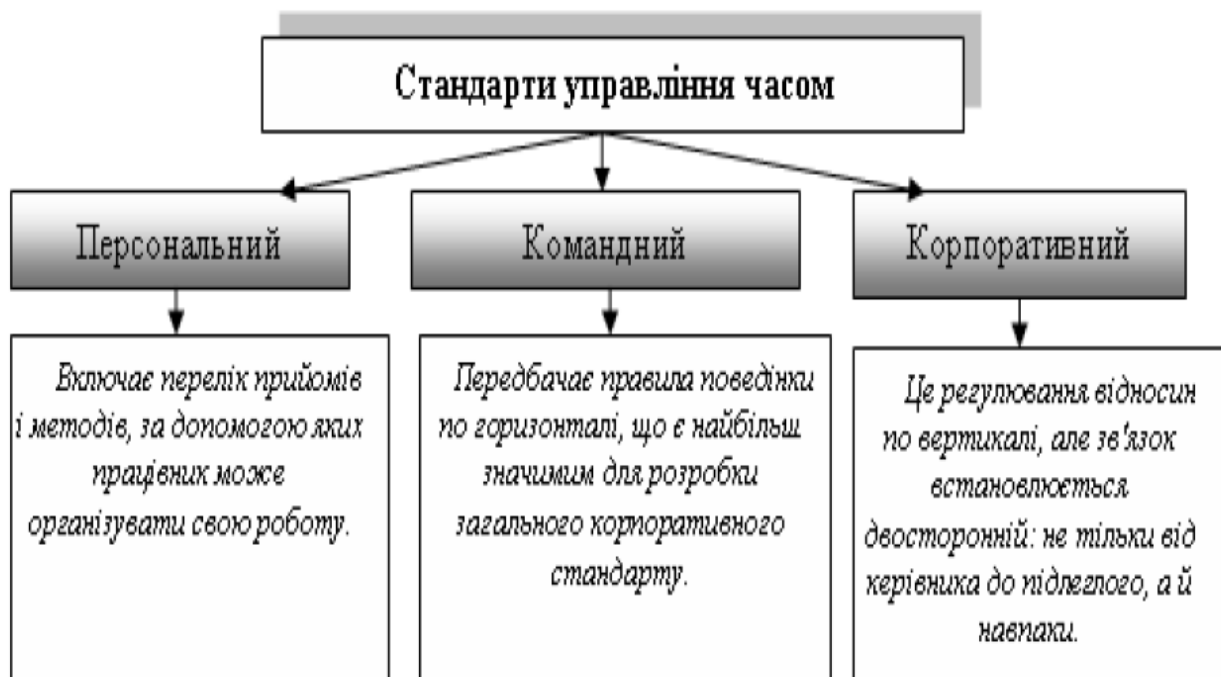 Стандарти управління часом
Персональний
Командний
Корпоративний
Включає перелік прийомів
і методів, за допомогою яких
працівник може
організувати свою роботу.
Передбачає правила поведінки
по горизонталі, що є найбільш
значимим для розробки
загального корпоративного
стандарту.
Це регулювання відносин
по вертикалі, але зв'язок
встановлюється
двосторонній: не тільки від
керівника до підлеглого, а й
навпаки.